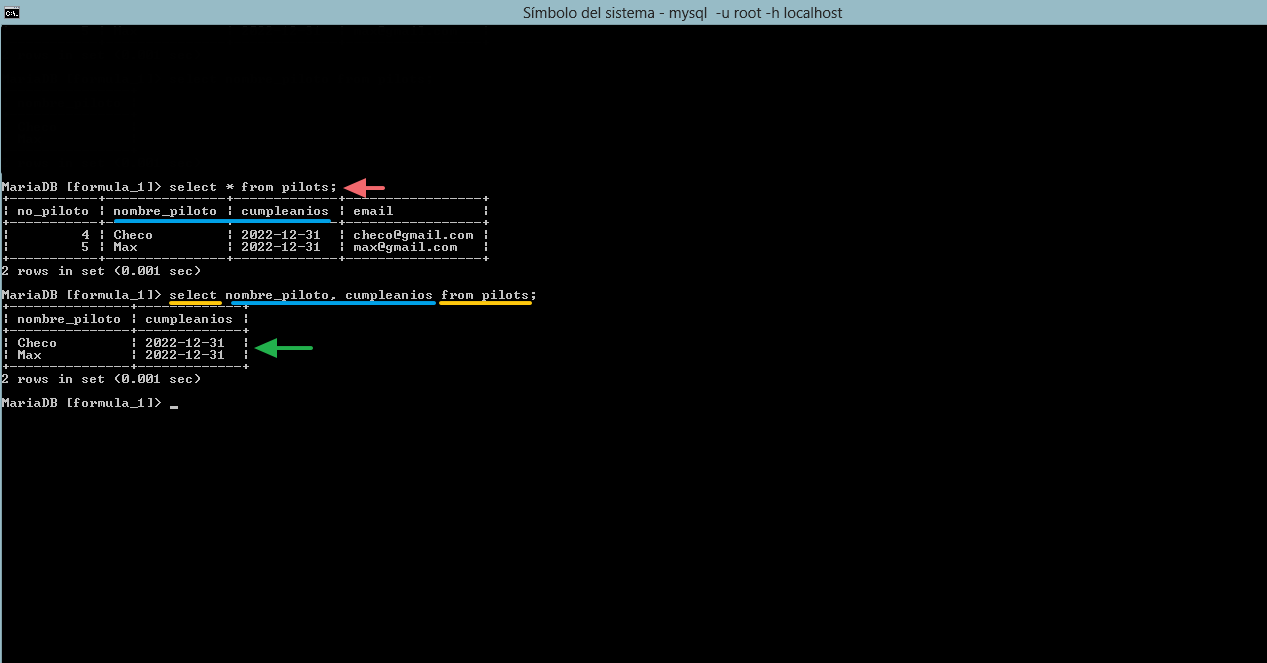 Símbolo del sistema - mysql -u root -h localhost
MariaDB [formula_1]> select * from pilots;
+-----------+---------------+-------------+-----------------+
| no_piloto | nombre_piloto | cumpleanios | email           |
+-----------+---------------+-------------+-----------------+
|         4 | Checo         | 2022-12-31  | checo@gmail.com |
|         5 | Max           | 2022-12-31  | max@gmail.com   |
+-----------+---------------+-------------+-----------------+
2 rows in set (0.001 sec)
MariaDB [formula_1]> select nombre_piloto, cumpleanios from pilots;
+---------------+-------------+
| nombre_piloto | cumpleanios |
+---------------+-------------+
| Checo         | 2022-12-31  |
| Max           | 2022-12-31  |
+---------------+-------------+
2 rows in set (0.001 sec)
MariaDB [formula_1]> _